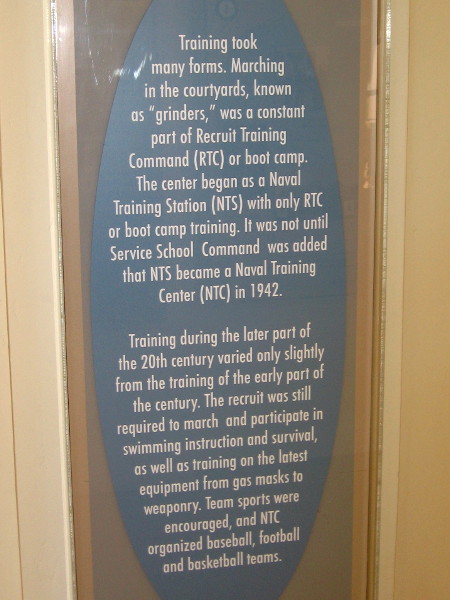 Training took
many forms. Marching
in the courtyards, known
as “grinders,” was a constant
part of Recruit Training
Command (RTC) or boot camp.
The center began as a Naval
Training Station (NTS) with only RTC
or boot camp training. It was not until
Service School Command was added
that NTS became a Naval Training
Center (NTC) in 1942.

Training during the later part of
the 20th century varied only slightly
from the training of the early part of
the century. The recruit was still
required to march and participate in
swimming instruction and survival,
as well as training on the latest
equipment from gas masks to
weaponry. Team sports were
encouraged, and NTC
organized baseball, football
and basketball teams.